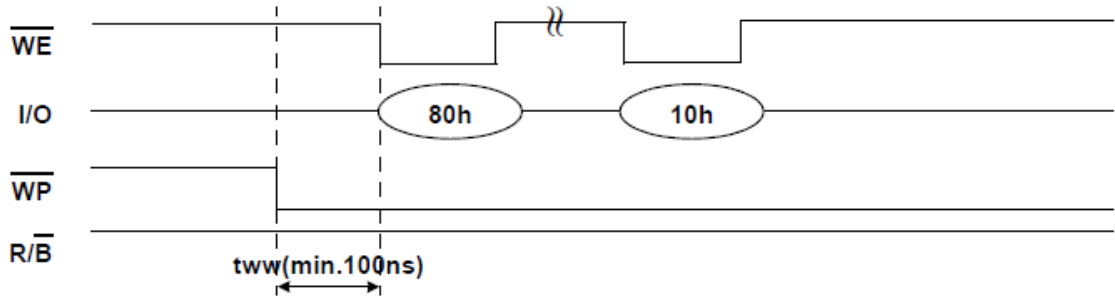 WE
I/O
80h
10h
WP
R/B
tww(min.100ns)